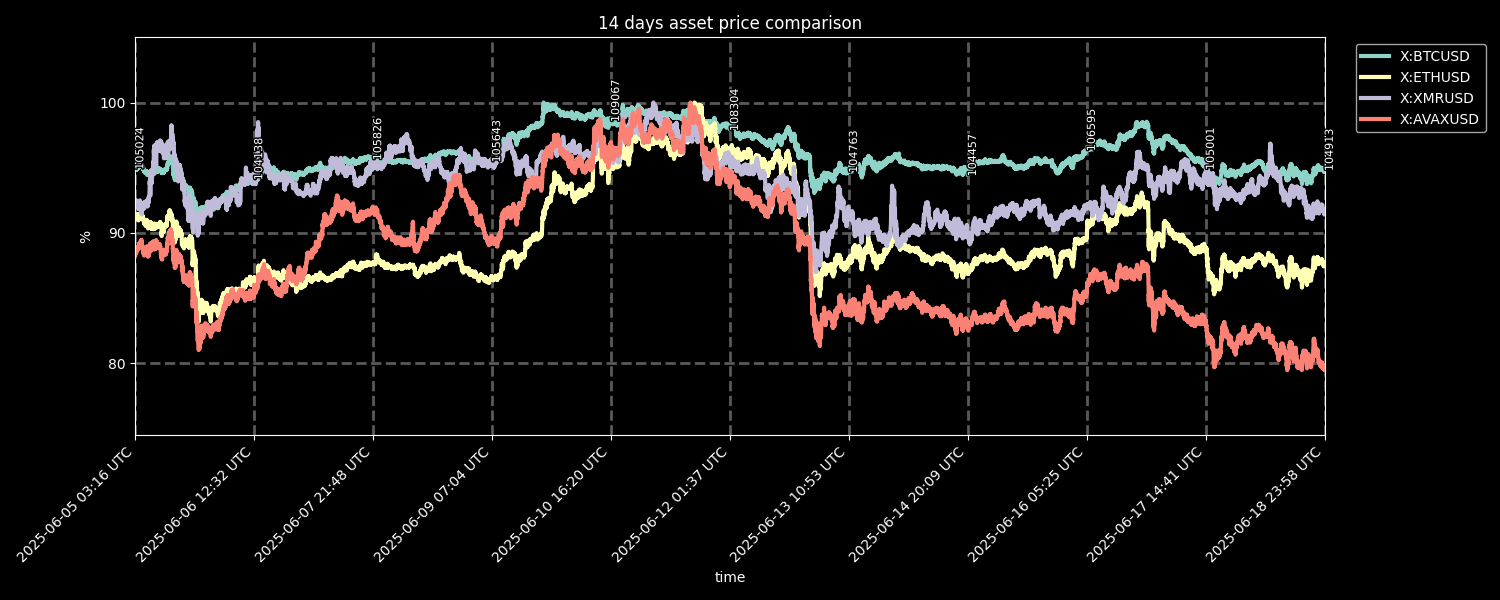 14 days asset price comparison
X:BTCUSD
X:ETHUSD
X:XMRUSD
X:AVAXUSD
%
100
90
80
105024
104138
105826
105643
109067
108304
104763
104457
106595
105001
104913
2025-06-05 03:16 UTC
2025-06-06 12:32 UTC
2025-06-07 21:48 UTC
2025-06-09 07:04 UTC
2025-06-10 16:20 UTC
2025-06-12 01:37 UTC
2025-06-13 10:53 UTC
2025-06-14 20:09 UTC
2025-06-16 05:25 UTC
2025-06-17 14:41 UTC
2025-06-18 23:58 UTC
time